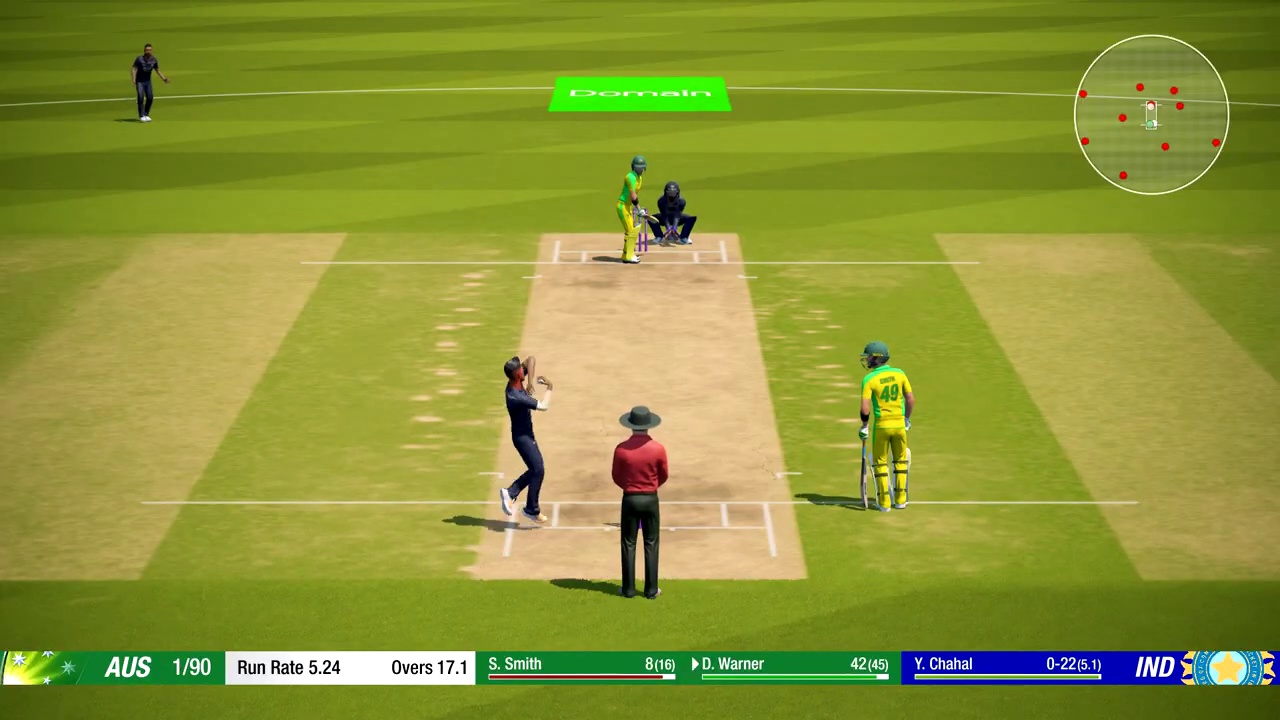 Domain
SMITH
49
AUS 1/90 Run Rate 5.24 Overs 17.1 S. Smith 8(16) D. Warner 42(45) Y. Chahal 0-22(5.1) IND